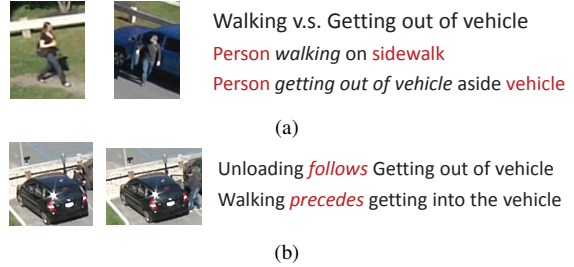 Walking v.s. Getting out of vehicle
Person walking on sidewalk
Person getting out of vehicle aside vehicle
(a)
Unloading follows Getting out of vehicle
Walking precedes getting into the vehicle
(b)